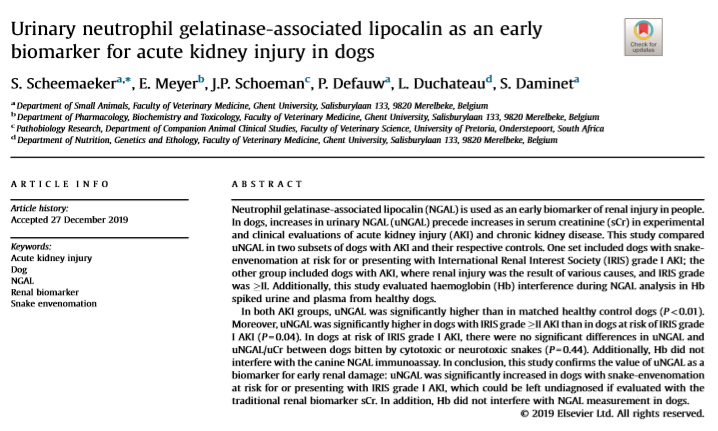 Urinary neutrophil gelatinase-associated lipocalin as an early
biomarker for acute kidney injury in dogs
Check for
updates
S. Scheemaekerᵃ,*, E. Meyerᵇ, J.P. Schoemanᶜ, P. Defauwᵃ, L. Duchateauᵈ, S. Daminetᵃ
ᵃ Department of Small Animals, Faculty of Veterinary Medicine, Ghent University, Salisburylaan 133, 9820 Merelbeke, Belgium
ᵇ Department of Pharmacology, Biochemistry and Toxicology, Faculty of Veterinary Medicine, Ghent University, Salisburylaan 133, 9820 Merelbeke, Belgium
ᶜ Pathobiology Research, Department of Companion Animal Clinical Studies, Faculty of Veterinary Science, University of Pretoria, Onderstepoort, South Africa
ᵈ Department of Nutrition, Genetics and Ethology, Faculty of Veterinary Medicine, Ghent University, Salisburylaan 133, 9820 Merelbeke, Belgium
ARTICLE INFO
Article history:
Accepted 27 December 2019
Keywords:
Acute kidney injury
Dog
NGAL
Renal biomarker
Snake envenomation
ABSTRACT
Neutrophil gelatinase-associated lipocalin (NGAL) is used as an early biomarker of renal injury in people.
In dogs, increases in urinary NGAL (uNGAL) precede increases in serum creatinine (sCr) in experimental
and clinical evaluations of acute kidney injury (AKI) and chronic kidney disease. This study compared
uNGAL in two subsets of dogs with AKI and their respective controls. One set included dogs with snake-
envenomation at risk for or presenting with International Renal Interest Society (IRIS) grade I AKI; the
other group included dogs with AKI, where renal injury was the result of various causes, and IRIS grade
was ≥II. Additionally, this study evaluated haemoglobin (Hb) interference during NGAL analysis in Hb
spiked urine and plasma from healthy dogs.
In both AKI groups, uNGAL was significantly higher than in matched healthy control dogs (P < 0.01).
Moreover, uNGAL was significantly higher in dogs with IRIS grade ≥II AKI than in dogs at risk of IRIS grade
I AKI (P = 0.04). In dogs at risk of IRIS grade I AKI, there were no significant differences in uNGAL and
uNGAL/uCr between dogs bitten by cytotoxic or neurotoxic snakes (P = 0.44). Additionally, Hb did not
interfere with the canine NGAL immunoassay. In conclusion, this study confirms the value of uNGAL as a
biomarker for early renal damage: uNGAL was significantly increased in dogs with snake-envenomation
at risk for or presenting with IRIS grade I AKI, which could be left undiagnosed if evaluated with the
traditional renal biomarker sCr. In addition, Hb did not interfere with NGAL measurement in dogs.
© 2019 Elsevier Ltd. All rights reserved.